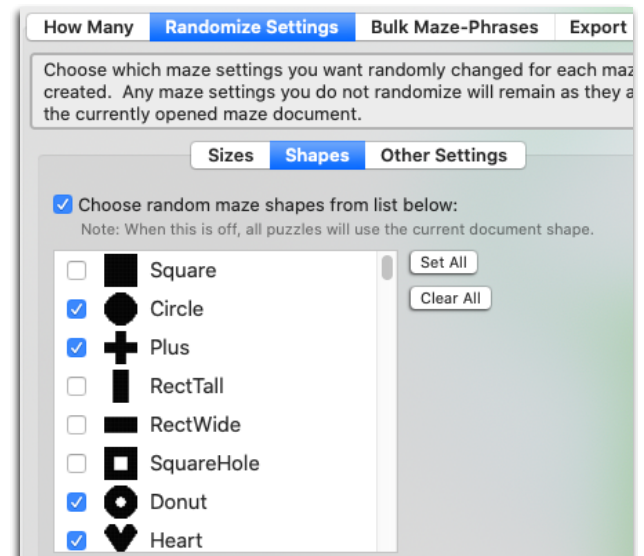 How Many Randomize Settings Bulk Maze-Phrases Export
Choose which maze settings you want randomly changed for each
created. Any maze settings you do not randomize will remain as they
the currently opened maze document.
Sizes Shapes Other Settings
Choose random maze shapes from list below:
Note: When this is off, all puzzles will use the current document shape.
Square
Set All
Circle
Clear All
Plus
RectTall
RectWide
SquareHole
Donut
Heart